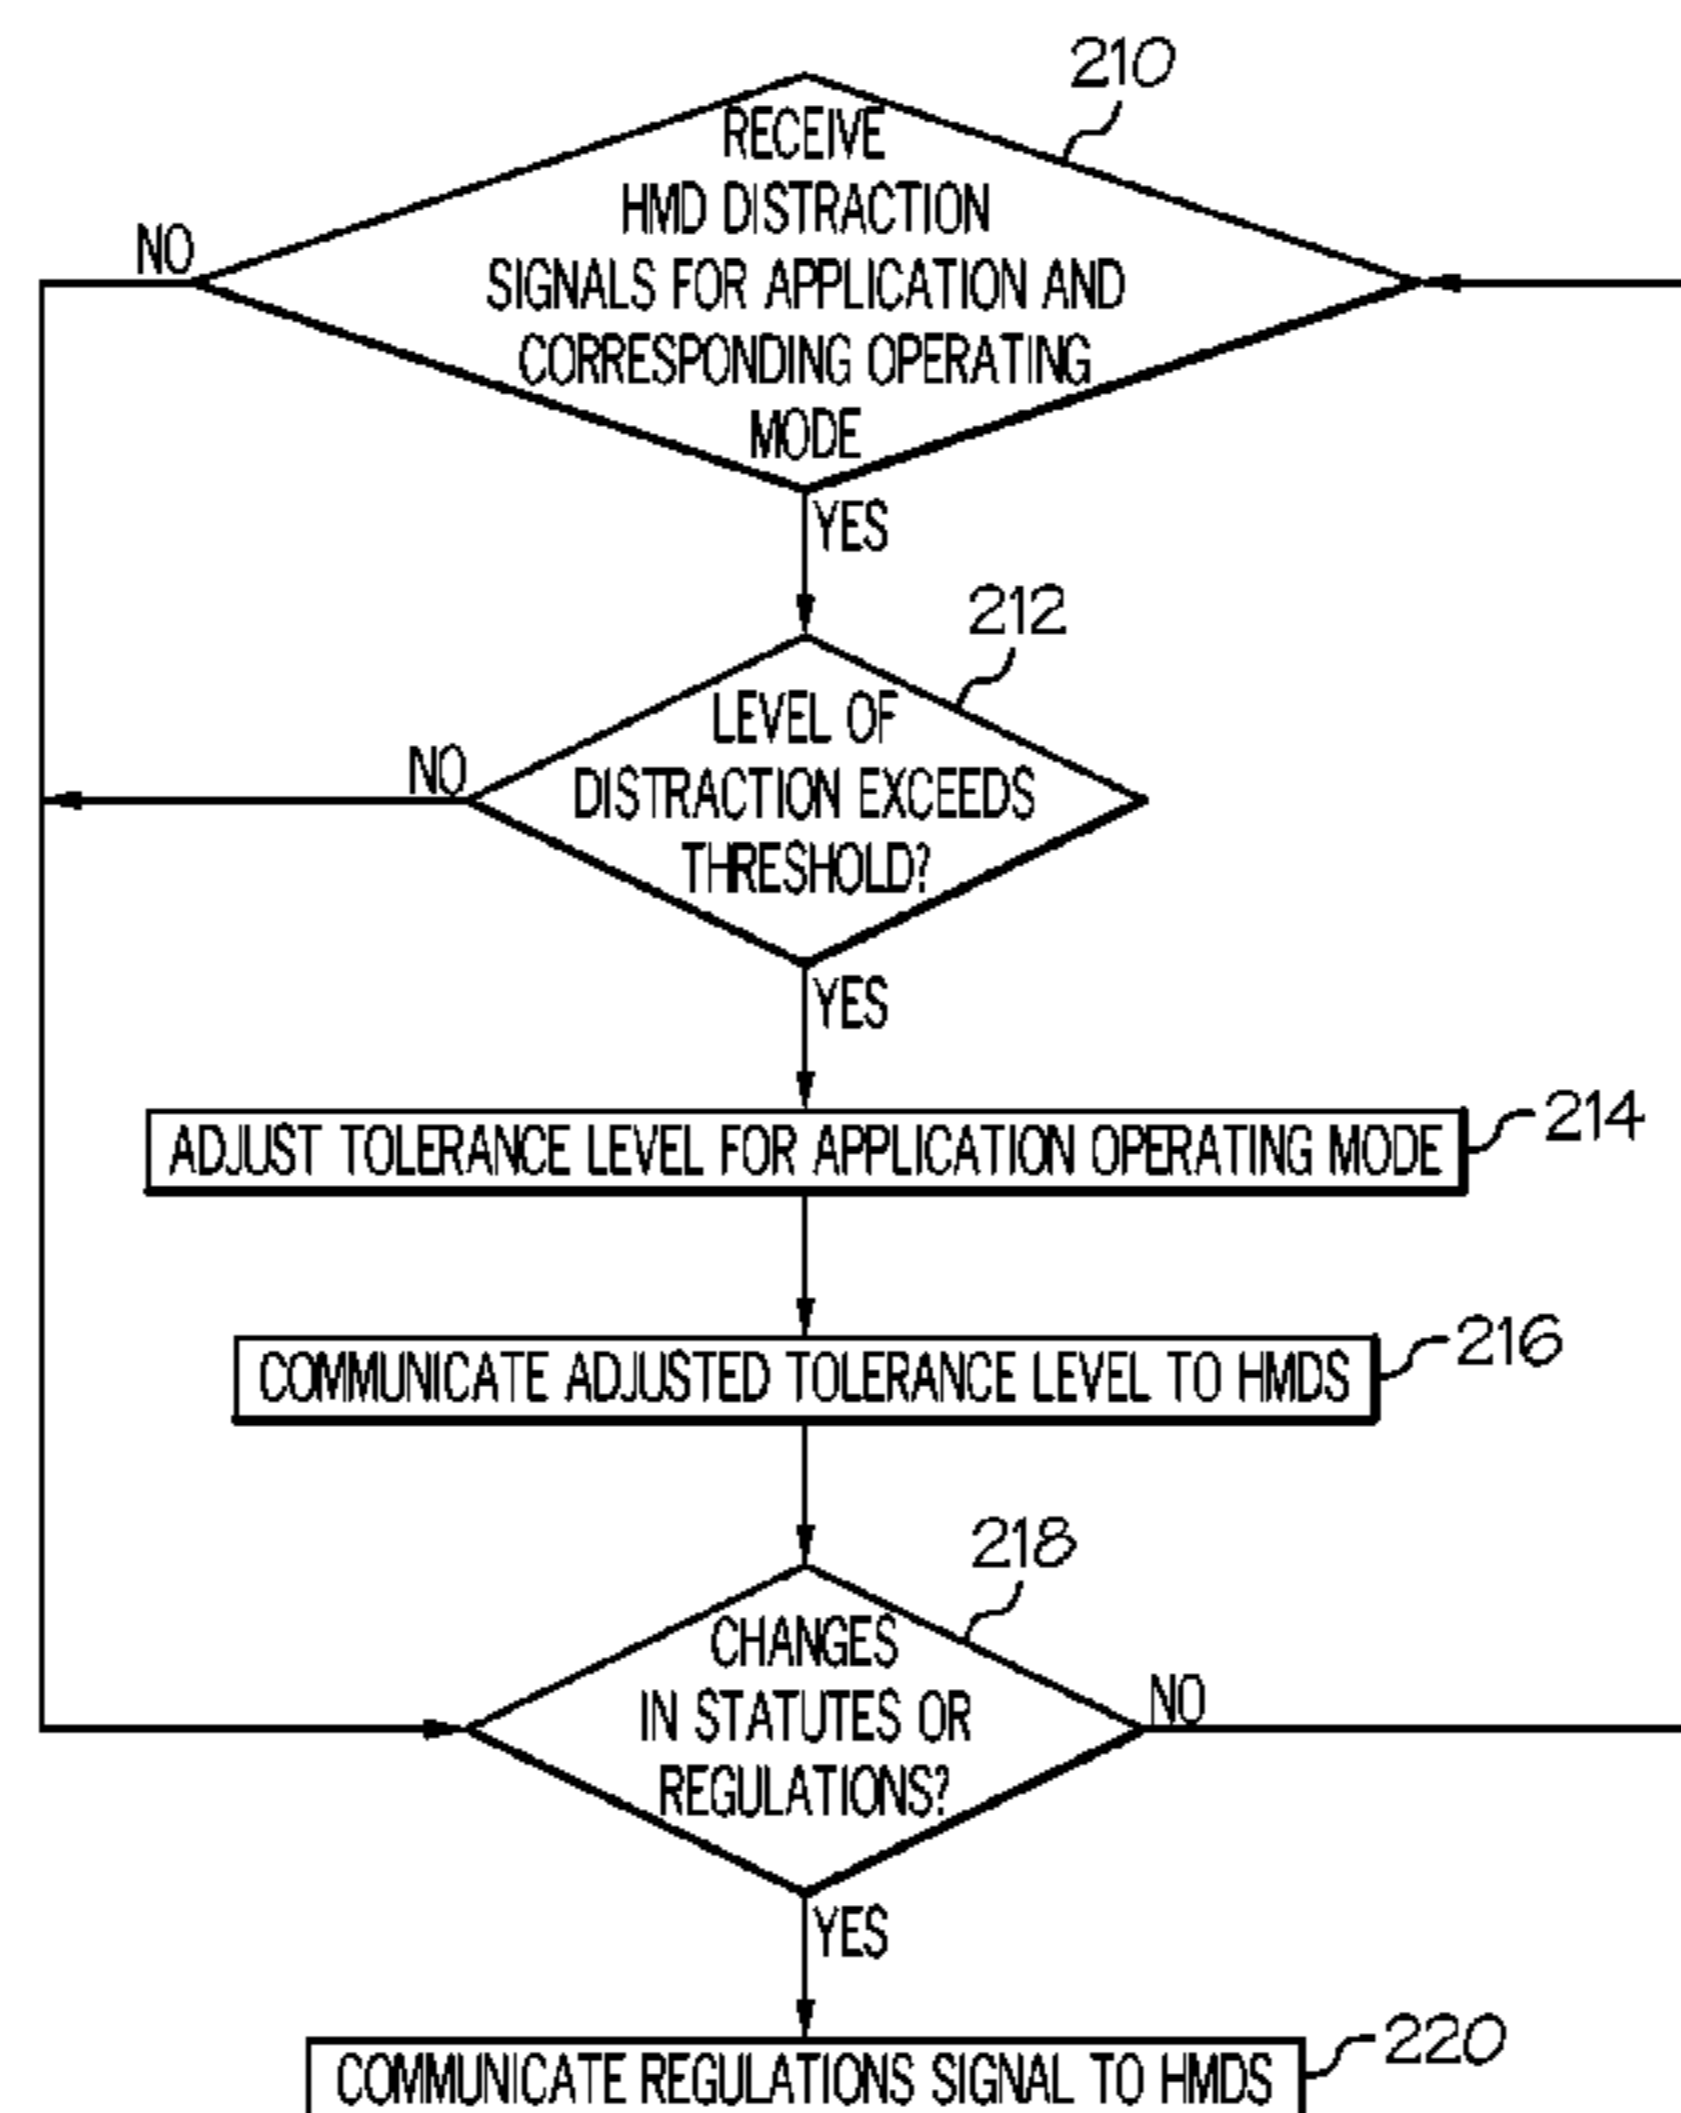 210
RECEIVE
HMD DISTRACTION
SIGNALS FOR APPLICATION AND
CORRESPONDING OPERATING
MODE
NO
YES
212
LEVEL OF
DISTRACTION EXCEEDS
THRESHOLD?
NO
YES
ADJUST TOLERANCE LEVEL FOR APPLICATION OPERATING MODE
214
COMMUNICATE ADJUSTED TOLERANCE LEVEL TO HMDS
216
218
CHANGES
IN STATUTES OR
REGULATIONS?
NO
YES
COMMUNICATE REGULATIONS SIGNAL TO HMDS
220